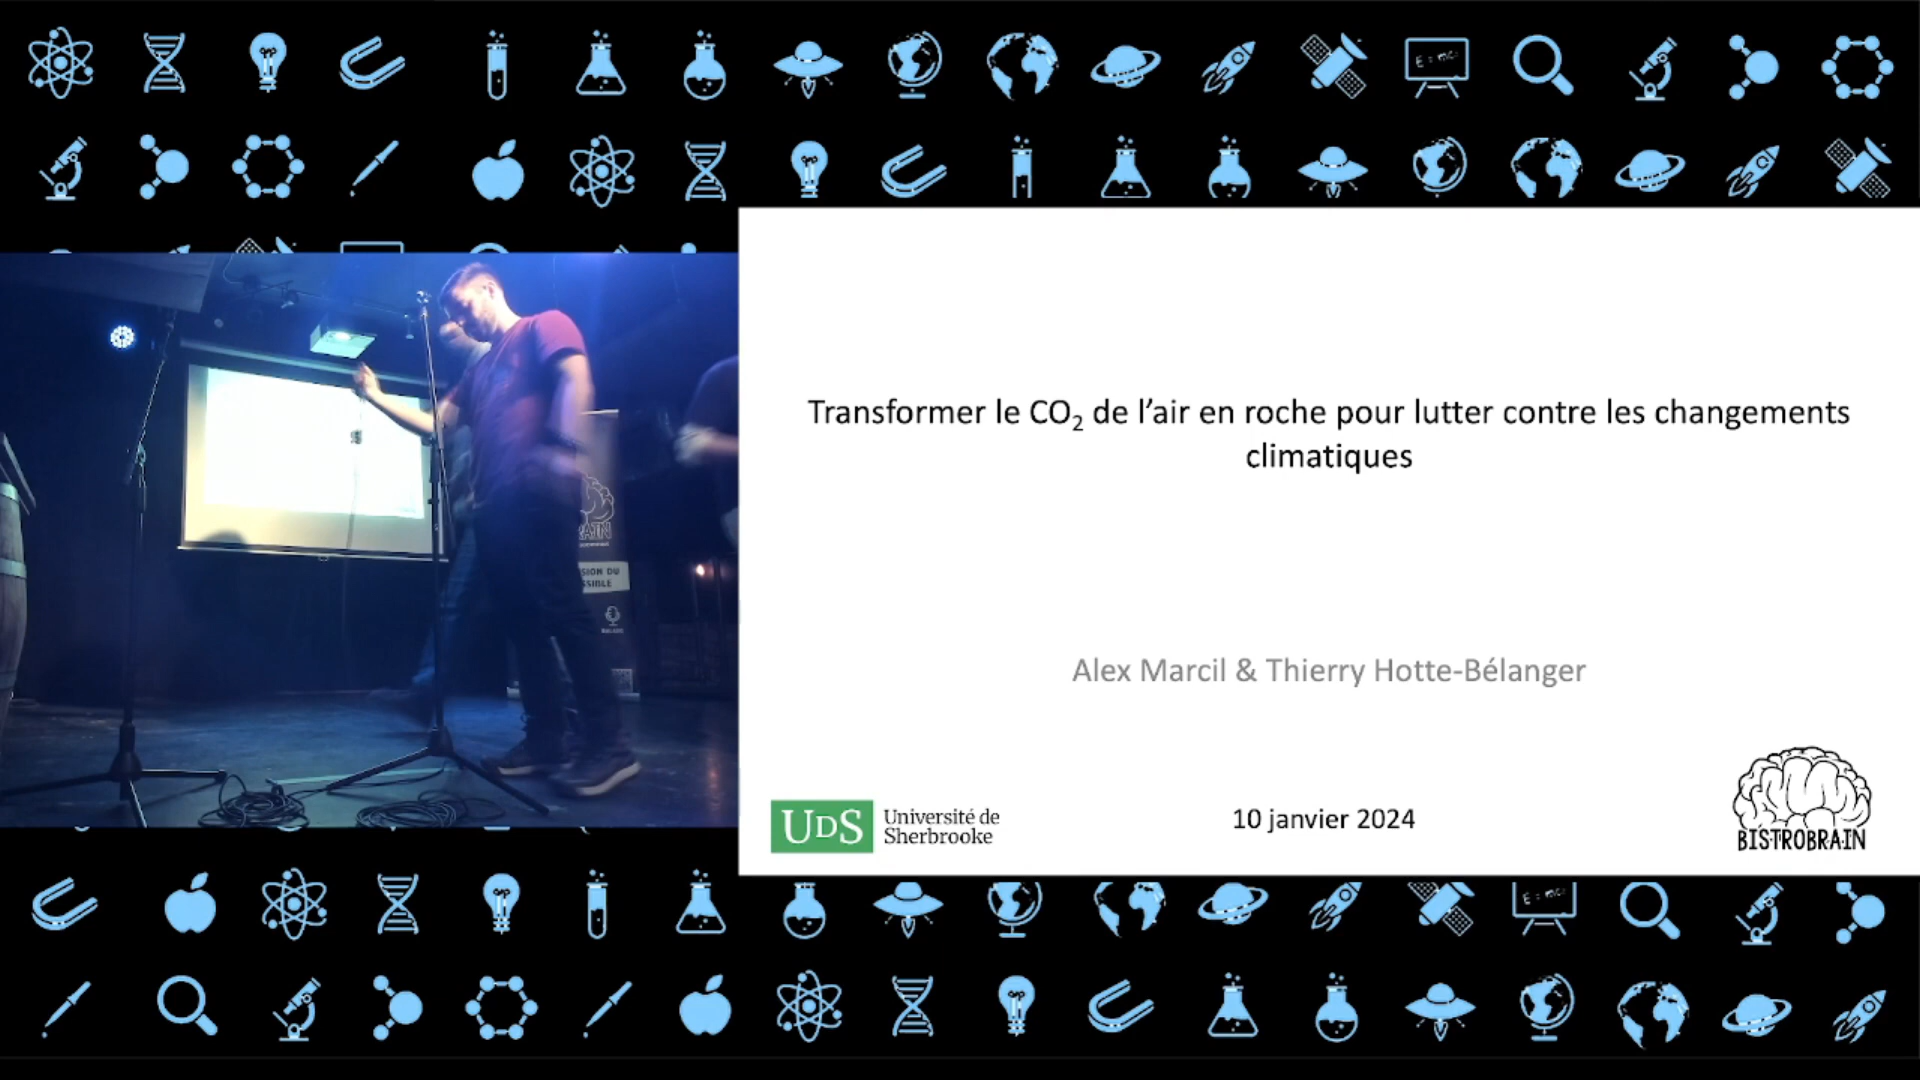 Transformer le CO₂ de l’air en roche pour lutter contre les changements
climatiques
Alex Marcil & Thierry Hotte-Bélanger
UDS Université de
Sherbrooke
10 janvier 2024
BISTROBRAIN